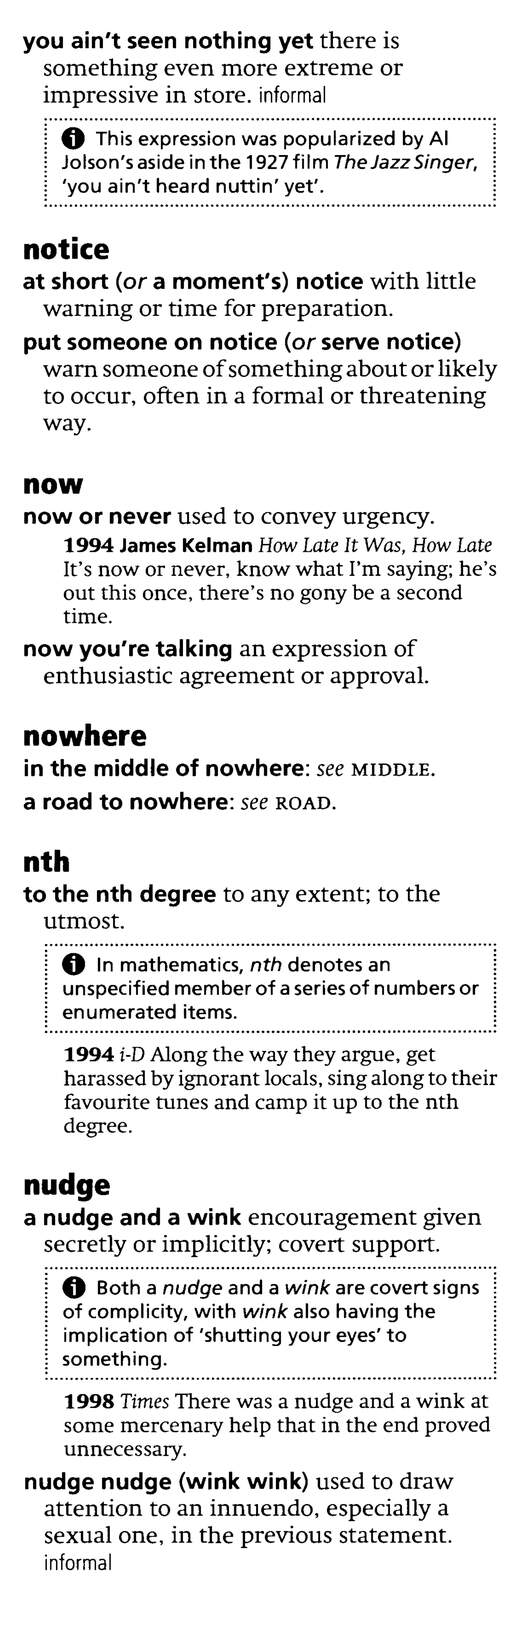 you ain't seen nothing yet there is
something even more extreme or
impressive in store. informal
This expression was popularized by Al
Jolson's aside in the 1927 film The Jazz Singer,
'you ain't heard nuttin' yet'.
notice
at short (or a moment's) notice with little
warning or time for preparation.
put someone on notice (or serve notice)
warn someone of something about or likely
to occur, often in a formal or threatening
way.
now
now or never used to convey urgency.
1994 James Kelman How Late It Was, How Late
It's now or never, know what I'm saying; he's
out this once, there's no gony be a second
time.
now you're talking an expression of
enthusiastic agreement or approval.
nowhere
in the middle of nowhere: see MIDDLE.
a road to nowhere: see ROAD.
nth
to the nth degree to any extent; to the
utmost.
In mathematics, nth denotes an
unspecified member of a series of numbers or
enumerated items.
1994 i-D Along the way they argue, get
harassed by ignorant locals, sing along to their
favourite tunes and camp it up to the nth
degree.
nudge
a nudge and a wink encouragement given
secretly or implicitly; covert support.
Both a nudge and a wink are covert signs
of complicity, with wink also having the
implication of 'shutting your eyes' to
something.
1998 Times There was a nudge and a wink at
some mercenary help that in the end proved
unnecessary.
nudge nudge (wink wink) used to draw
attention to an innuendo, especially a
sexual one, in the previous statement.
informal